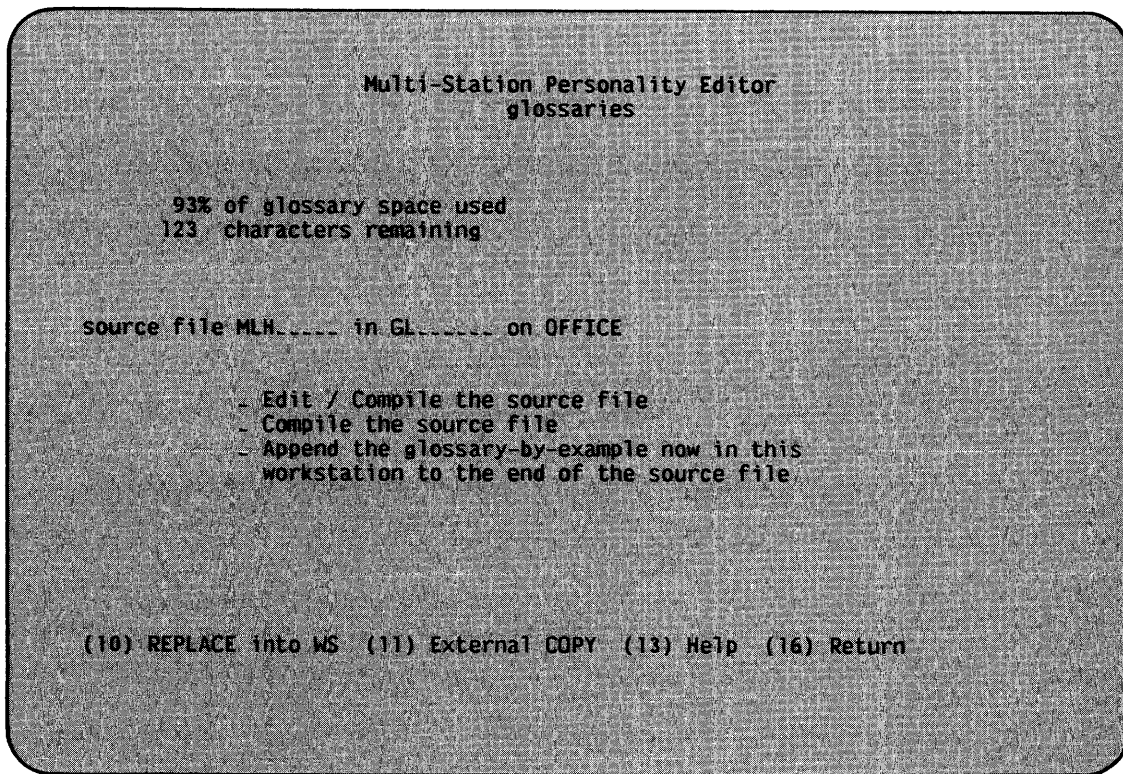 Multi-Station Personality Editor
glossaries
93% of glossary space used
123 characters remaining
source file MLH_____ in GL______ on OFFICE
_ Edit / Compile the source file
_ Compile the source file
_ Append the glossary-by-example now in this
workstation to the end of the source file
(10) REPLACE into WS (11) External COPY (13) Help (16) Return